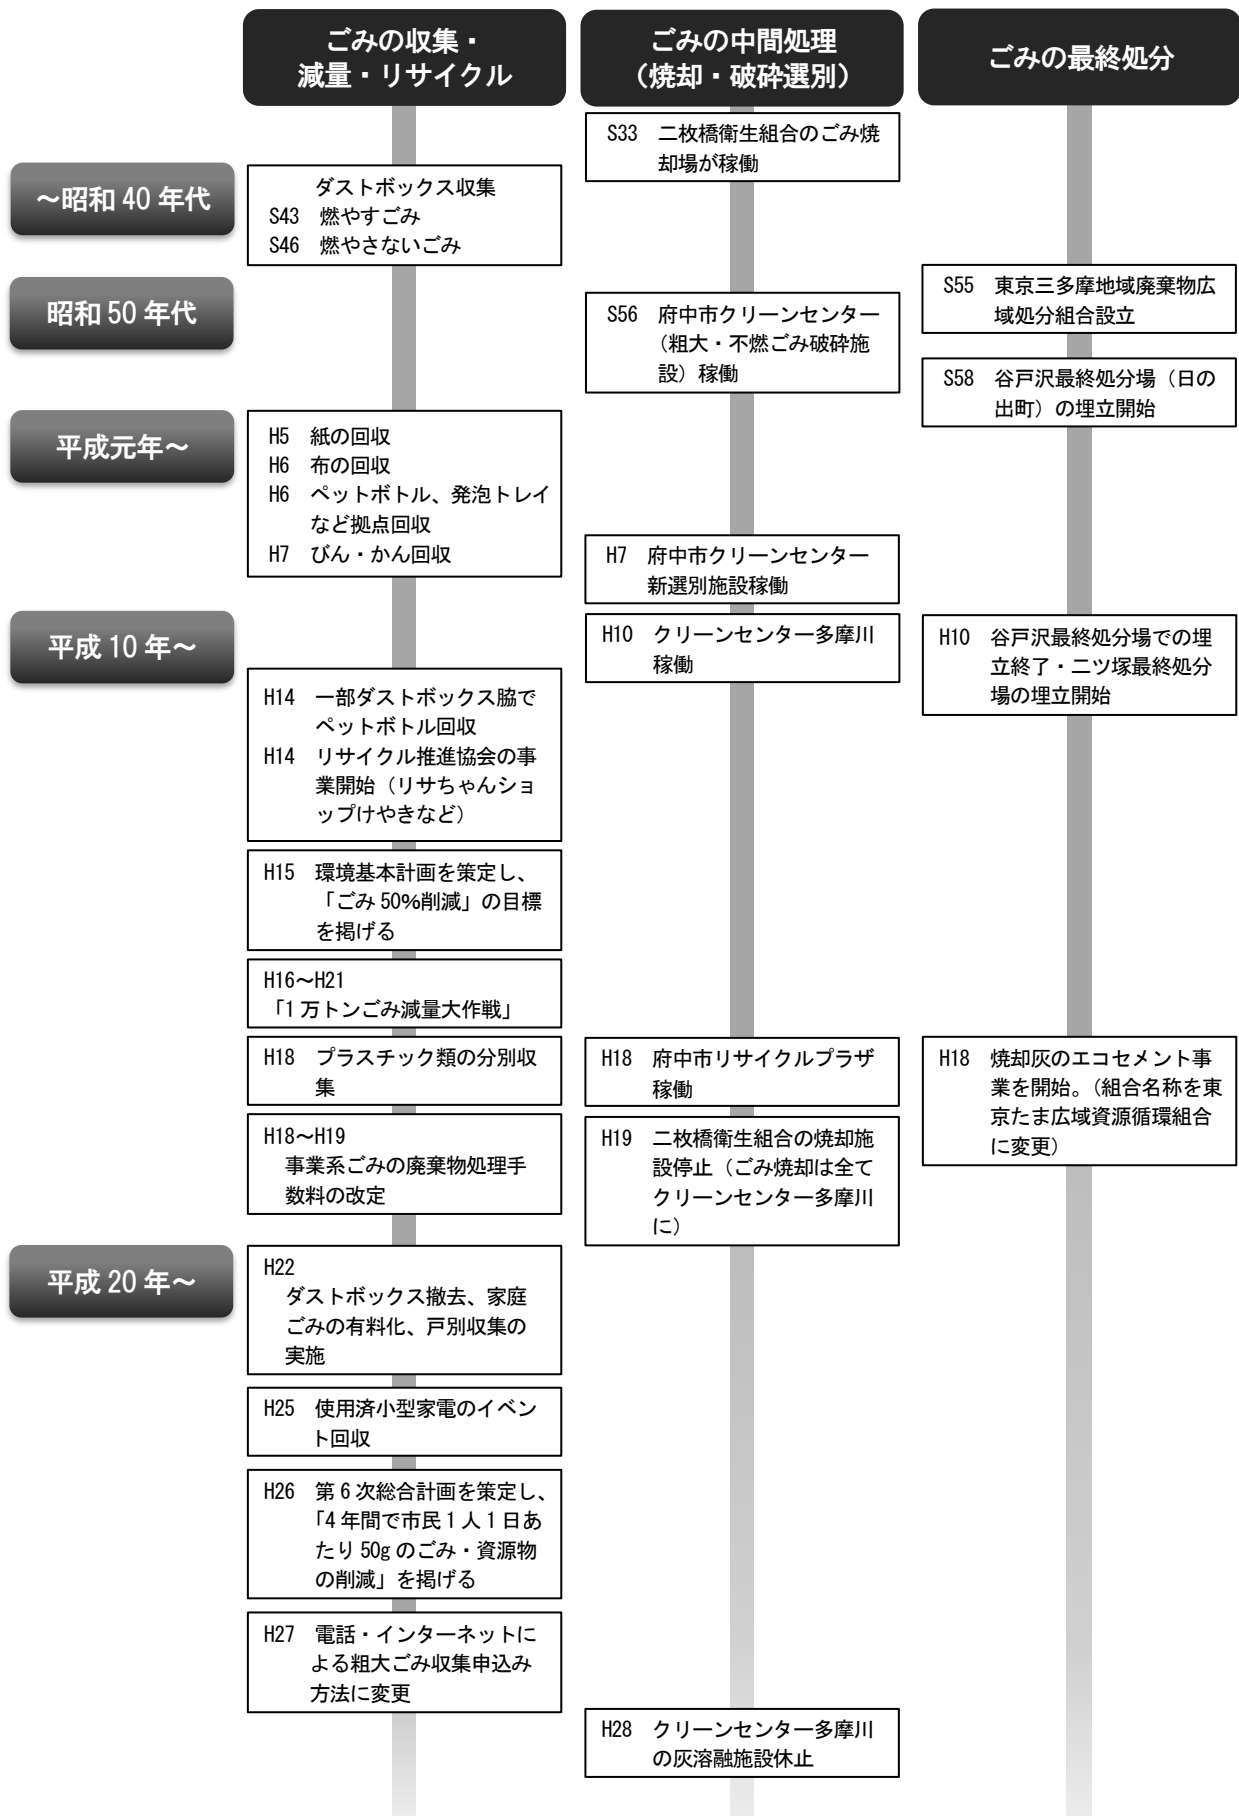 ごみの収集・
減量・リサイクル
ごみの中間処理
（焼却・破砕選別）
ごみの最終処分
～昭和 40 年代
ダストボックス収集
S43 燃やすごみ
S46 燃やさないごみ
S33 二枚橋衛生組合のごみ焼
却場が稼働
昭和 50 年代
S56 府中市クリーンセンター
（粗大・不燃ごみ破砕施
設）稼働
S55 東京三多摩地域廃棄物広
域処分組合設立
S58 谷戸沢最終処分場（日の
出町）の埋立開始
平成元年～
H5 紙の回収
H6 布の回収
H6 ペットボトル、発泡トレイ
など拠点回収
H7 びん・かん回収
H7 府中市クリーンセンター
新選別施設稼働
平成 10 年～
H14 一部ダストボックス脇で
ペットボトル回収
H14 リサイクル推進協会の事
業開始（リサちゃんショ
ップけやきなど）
H10 クリーンセンター多摩川
稼働
H10 谷戸沢最終処分場での埋
立終了・二ツ塚最終処分
場の埋立開始
H15 環境基本計画を策定し、
「ごみ 50%削減」の目標
を掲げる
H16～H21
「1 万トンごみ減量大作戦」
H18 プラスチック類の分別収
集
H18 府中市リサイクルプラザ
稼働
H18 焼却灰のエコセメント事
業を開始。（組合名称を東
京たま広域資源循環組合
に変更）
H18～H19
事業系ごみの廃棄物処理手
数料の改定
H19 二枚橋衛生組合の焼却施
設停止（ごみ焼却は全て
クリーンセンター多摩川
に）
平成 20 年～
H22
ダストボックス撤去、家庭
ごみの有料化、戸別収集の
実施
H25 使用済小型家電のイベン
ト回収
H26 第 6 次総合計画を策定し、
「4 年間で市民 1 人 1 日あ
たり 50g のごみ・資源物
の削減」を掲げる
H27 電話・インターネットに
よる粗大ごみ収集申込み
方法に変更
H28 クリーンセンター多摩川
の灰溶融施設休止